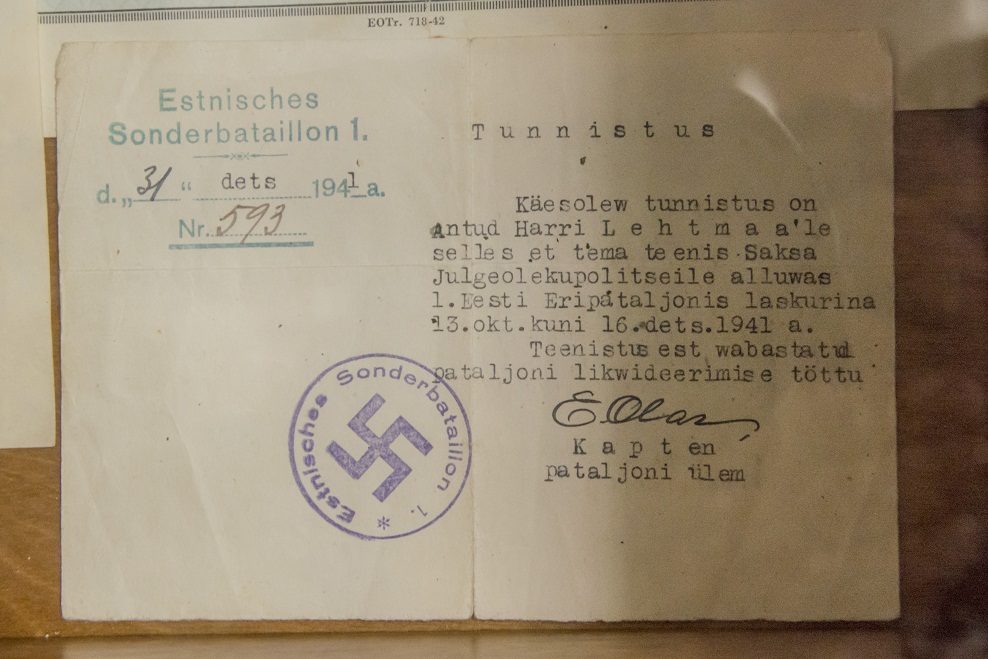 EOTr. 718-42
Estnisches
Sonderbataillon 1.
d. „31“ dets 1941 a.
Nr. 593
Tunnistus
Käesolew tunnistus on
Antud Harri Lehtmaa'le
selles et tema teenis Saksa
Julgeolekupolitseile alluwas
1.Eesti Eripataljonis laskurina
13.okt.kuni 16.dets.1941 a.
Teenistusest wabastatud
pataljoni likwideerimise tõttu
Kapten
pataljoni ülem
Estnisches Sonderbataillon 1. *